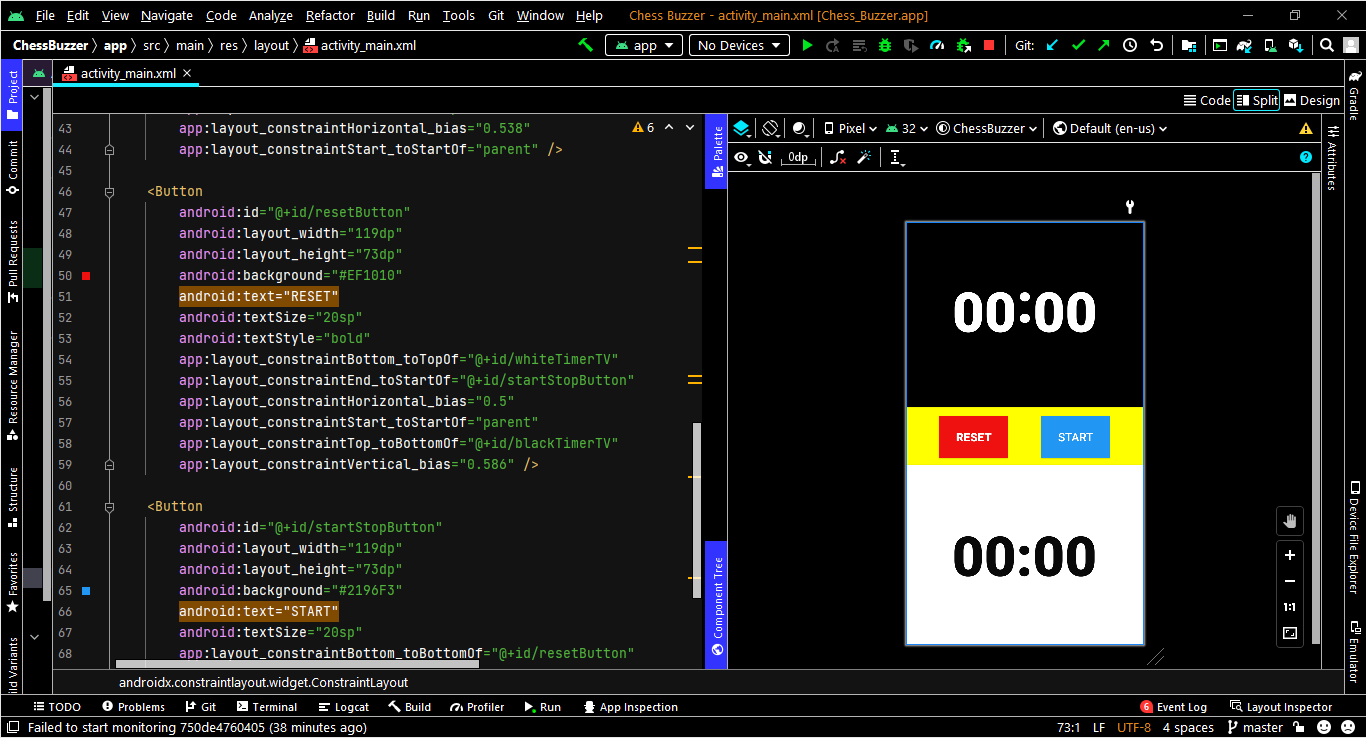 File Edit View Navigate Code Analyze Refactor Build Run Tools Git Window Help Chess Buzzer - activity_main.xml [Chess_Buzzer.app]
ChessBuzzer app src main res layout activity_main.xml app No Devices Git:
activity_main.xml
Code Split Design
Project
Commit
Pull Requests
Resource Manager
Structure
Favorites
ild Variants
43 app:layout_constraintHorizontal_bias="0.538"
44 app:layout_constraintStart_toStartOf="parent" />
45
46 <Button
47 android:id="@+id/resetButton"
48 android:layout_width="119dp"
49 android:layout_height="73dp"
50 android:background="#EF1010"
51 android:text="RESET"
52 android:textSize="20sp"
53 android:textStyle="bold"
54 app:layout_constraintBottom_toTopOf="@+id/whiteTimerTV"
55 app:layout_constraintEnd_toStartOf="@+id/startStopButton"
56 app:layout_constraintHorizontal_bias="0.5"
57 app:layout_constraintStart_toStartOf="parent"
58 app:layout_constraintTop_toBottomOf="@+id/blackTimerTV"
59 app:layout_constraintVertical_bias="0.586" />
60
61 <Button
62 android:id="@+id/startStopButton"
63 android:layout_width="119dp"
64 android:layout_height="73dp"
65 android:background="#2196F3"
66 android:text="START"
67 android:textSize="20sp"
68 app:layout_constraintBottom_toBottomOf="@+id/resetButton"
6
androidx.constraintlayout.widget.ConstraintLayout
Palette
Component Tree
Pixel 32 ChessBuzzer Default (en-us)
0dp
00:00
RESET START
00:00
1:1
Gradle
Attributes
Device File Explorer
Emulator
TODO Problems Git Terminal Logcat Build Profiler Run App Inspection 6 Event Log Layout Inspector
Failed to start monitoring 750de4760405 (38 minutes ago) 73:1 LF UTF-8 4 spaces master